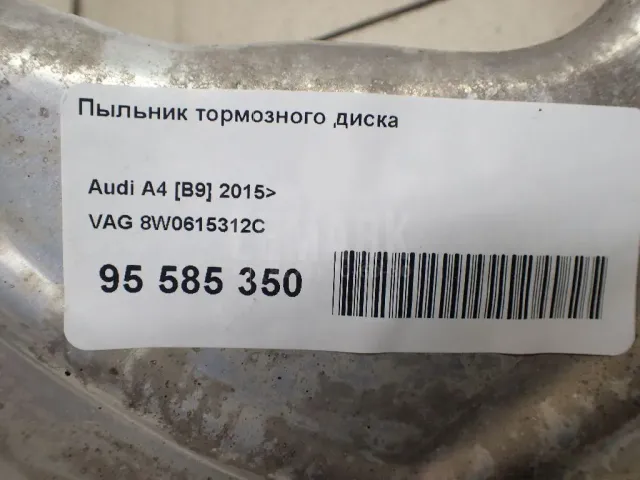 Пыльник тормозного диска
Audi A4 [B9] 2015>
VAG 8W0615312C
95 585 350